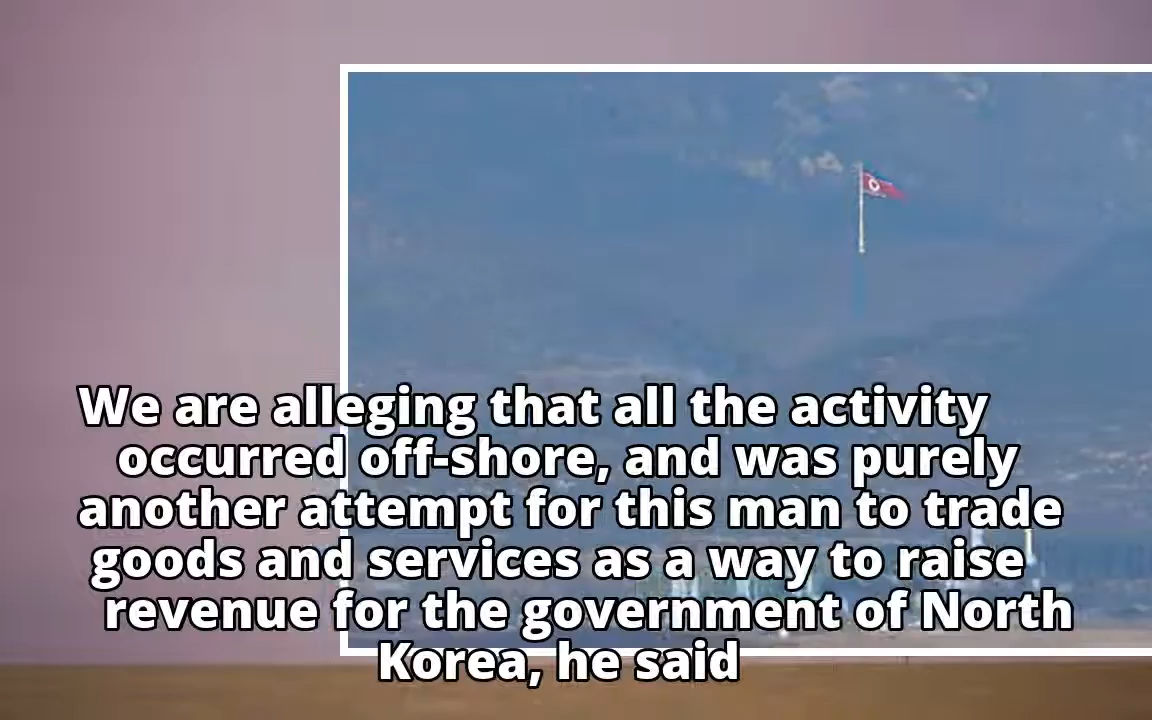 We are alleging that all the activity
occurred off-shore, and was purely
another attempt for this man to trade
goods and services as a way to raise
revenue for the government of North
Korea, he said